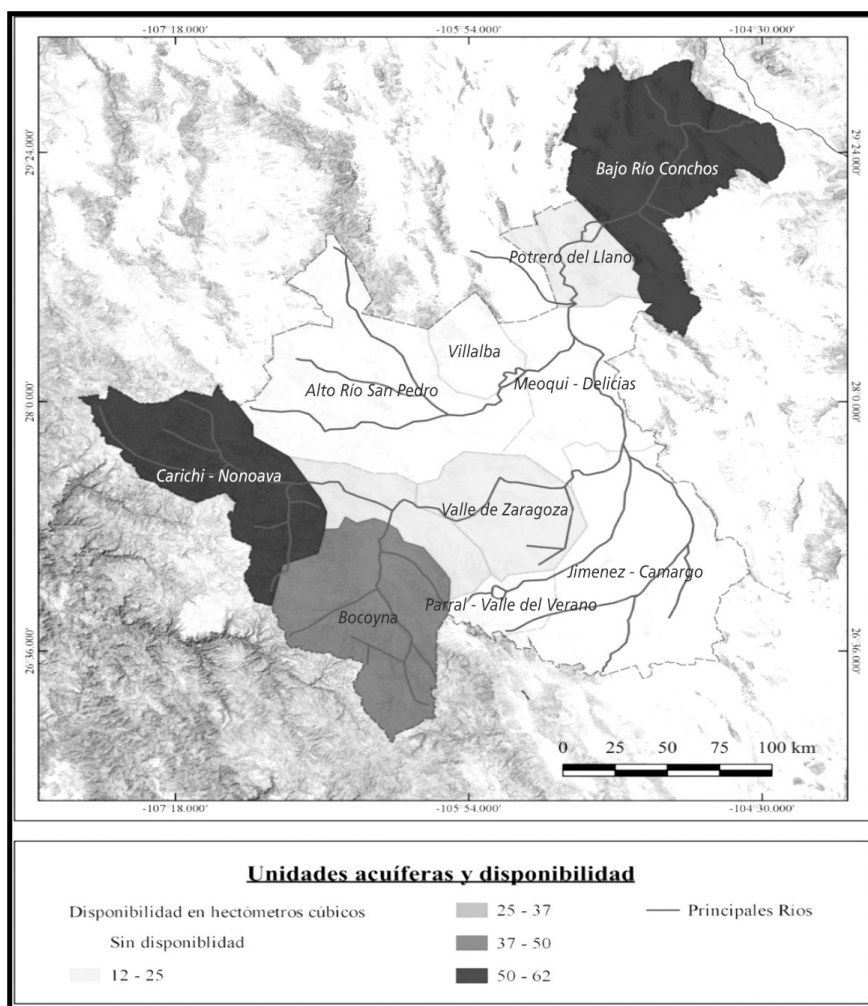 -107°18.000'
-105°54.000'
-104°30.000'
29°24.000'
29°24.000'
Bajo Río Conchos
Potrero del Llano
Villalba
Alto Río San Pedro
Meoqui - Delicias
28°0.000'
28°0.000'
Carichi - Nonoava
Valle de Zaragoza
Jimenez - Camargo
Parral - Valle del Verano
Bocoyna
26°36.000'
26°36.000'
0 25 50 75 100 km
-107°18.000'
-105°54.000'
-104°30.000'
Unidades acuíferas y disponibilidad
Disponibilidad en hectómetros cúbicos
Sin disponiblidad
12 - 25
25 - 37
37 - 50
50 - 62
Principales Ríos